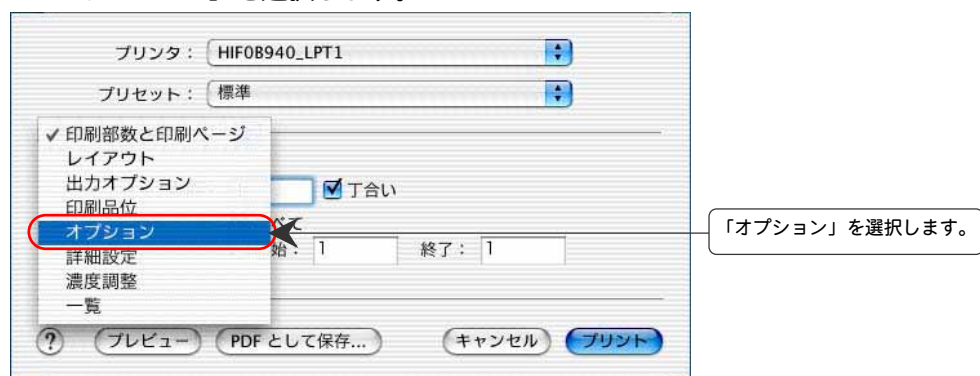 プリンタ： HIF0B940_LPT1
プリセット： 標準
✓ 印刷部数と印刷ページ
レイアウト
出力オプション
印刷品位
オプション
詳細設定
濃度調整
一覧
丁合い
べて
始： 1 終了： 1
「オプション」を選択します。
? プレビュー PDF として保存... キャンセル プリント